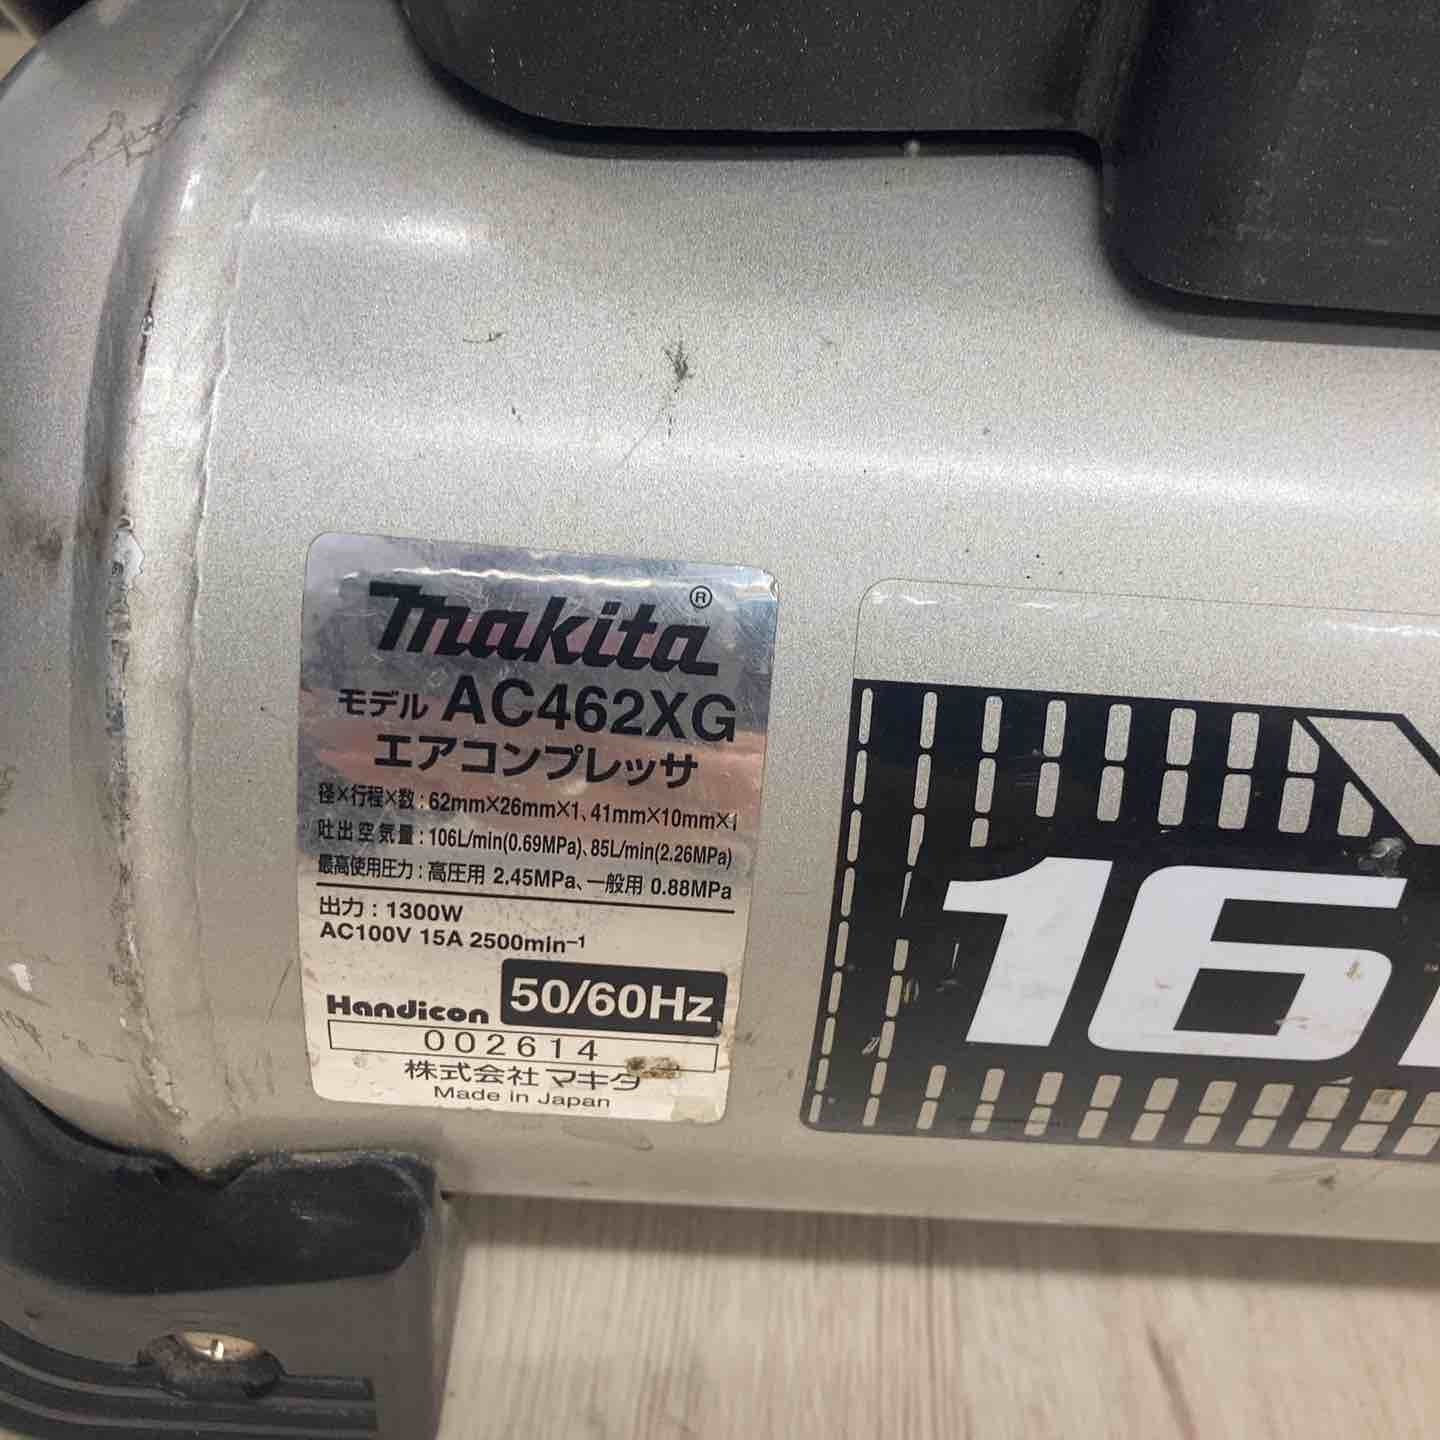 makita®
モデル AC462XG
エアコンプレッサ
径×行程×数：62mm×26mm×1、41mm×10mm×1
吐出空気量：106L/min(0.69MPa)、85L/min(2.26MPa)
最高使用圧力：高圧用 2.45MPa、一般用 0.88MPa
出力：1300W
AC100V 15A 2500min⁻¹
Handicon 50/60Hz
002614
株式会社 マキタ
Made in Japan
16